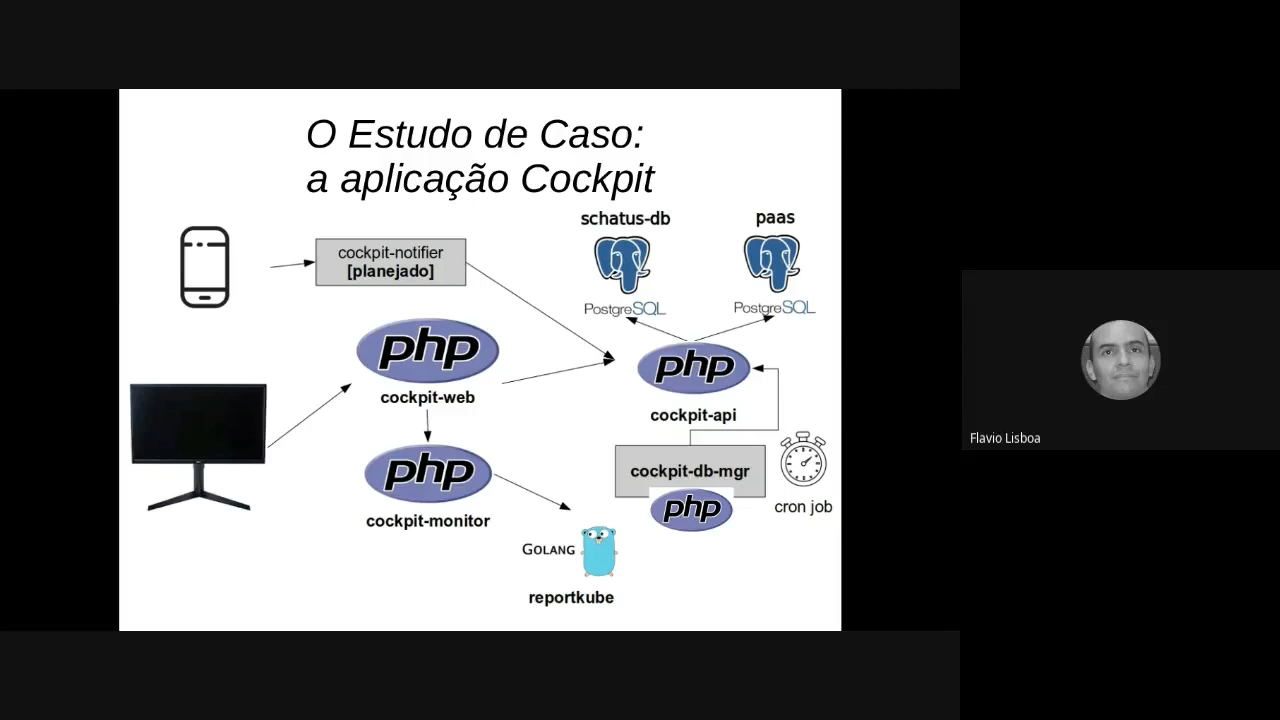 O Estudo de Caso:
a aplicação Cockpit
schatus-db
paas
cockpit-notifier
[planejado]
PostgreSQL
PostgreSQL
php
cockpit-web
php
cockpit-api
php
cockpit-monitor
cockpit-db-mgr
php
cron job
GOLANG
reportkube
Flavio Lisboa